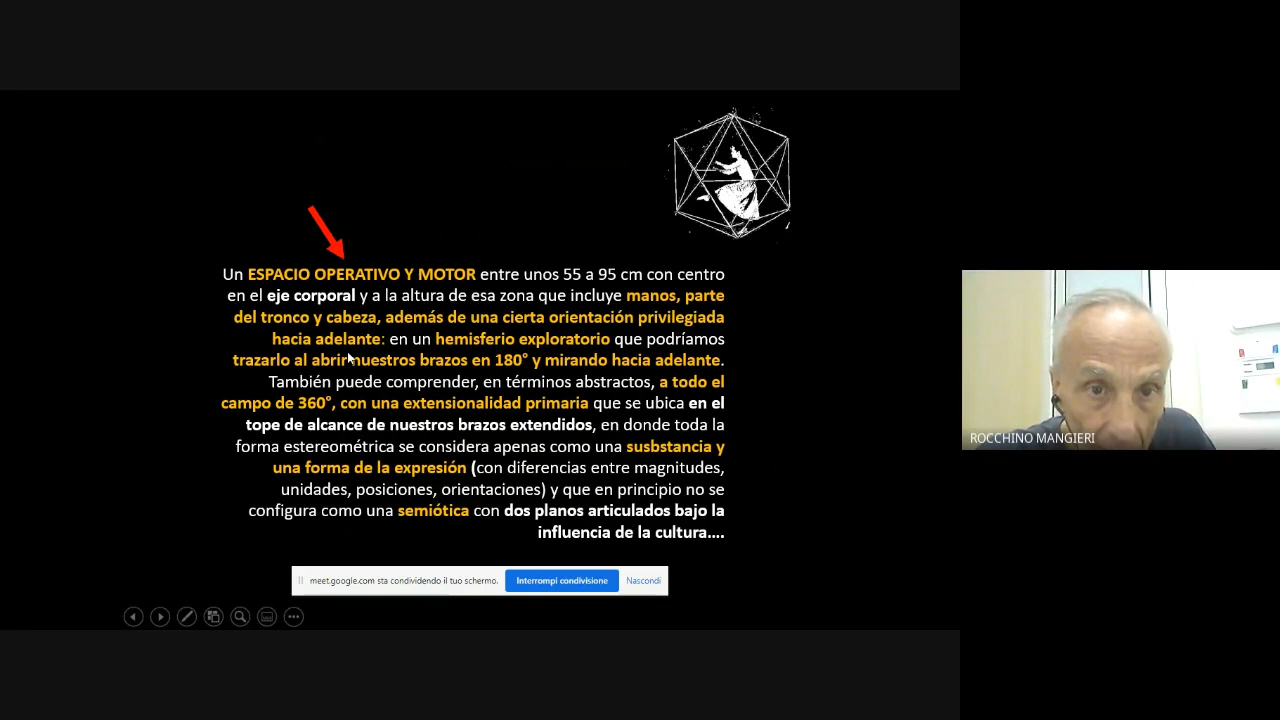 Un ESPACIO OPERATIVO Y MOTOR entre unos 55 a 95 cm con centro
en el eje corporal y a la altura de esa zona que incluye manos, parte
del tronco y cabeza, además de una cierta orientación privilegiada
hacia adelante: en un hemisferio exploratorio que podríamos
trazarlo al abrir nuestros brazos en 180° y mirando hacia adelante.
También puede comprender, en términos abstractos, a todo el
campo de 360°, con una extensionalidad primaria que se ubica en el
tope de alcance de nuestros brazos extendidos, en donde toda la
forma estereométrica se considera apenas como una susbstancia y
una forma de la expresión (con diferencias entre magnitudes,
unidades, posiciones, orientaciones) y que en principio no se
configura como una semiótica con dos planos articulados bajo la
influencia de la cultura....
meet.google.com sta condividendo il tuo schermo. Interrompi condivisione Nascondi
ROCCHINO MANGIERI